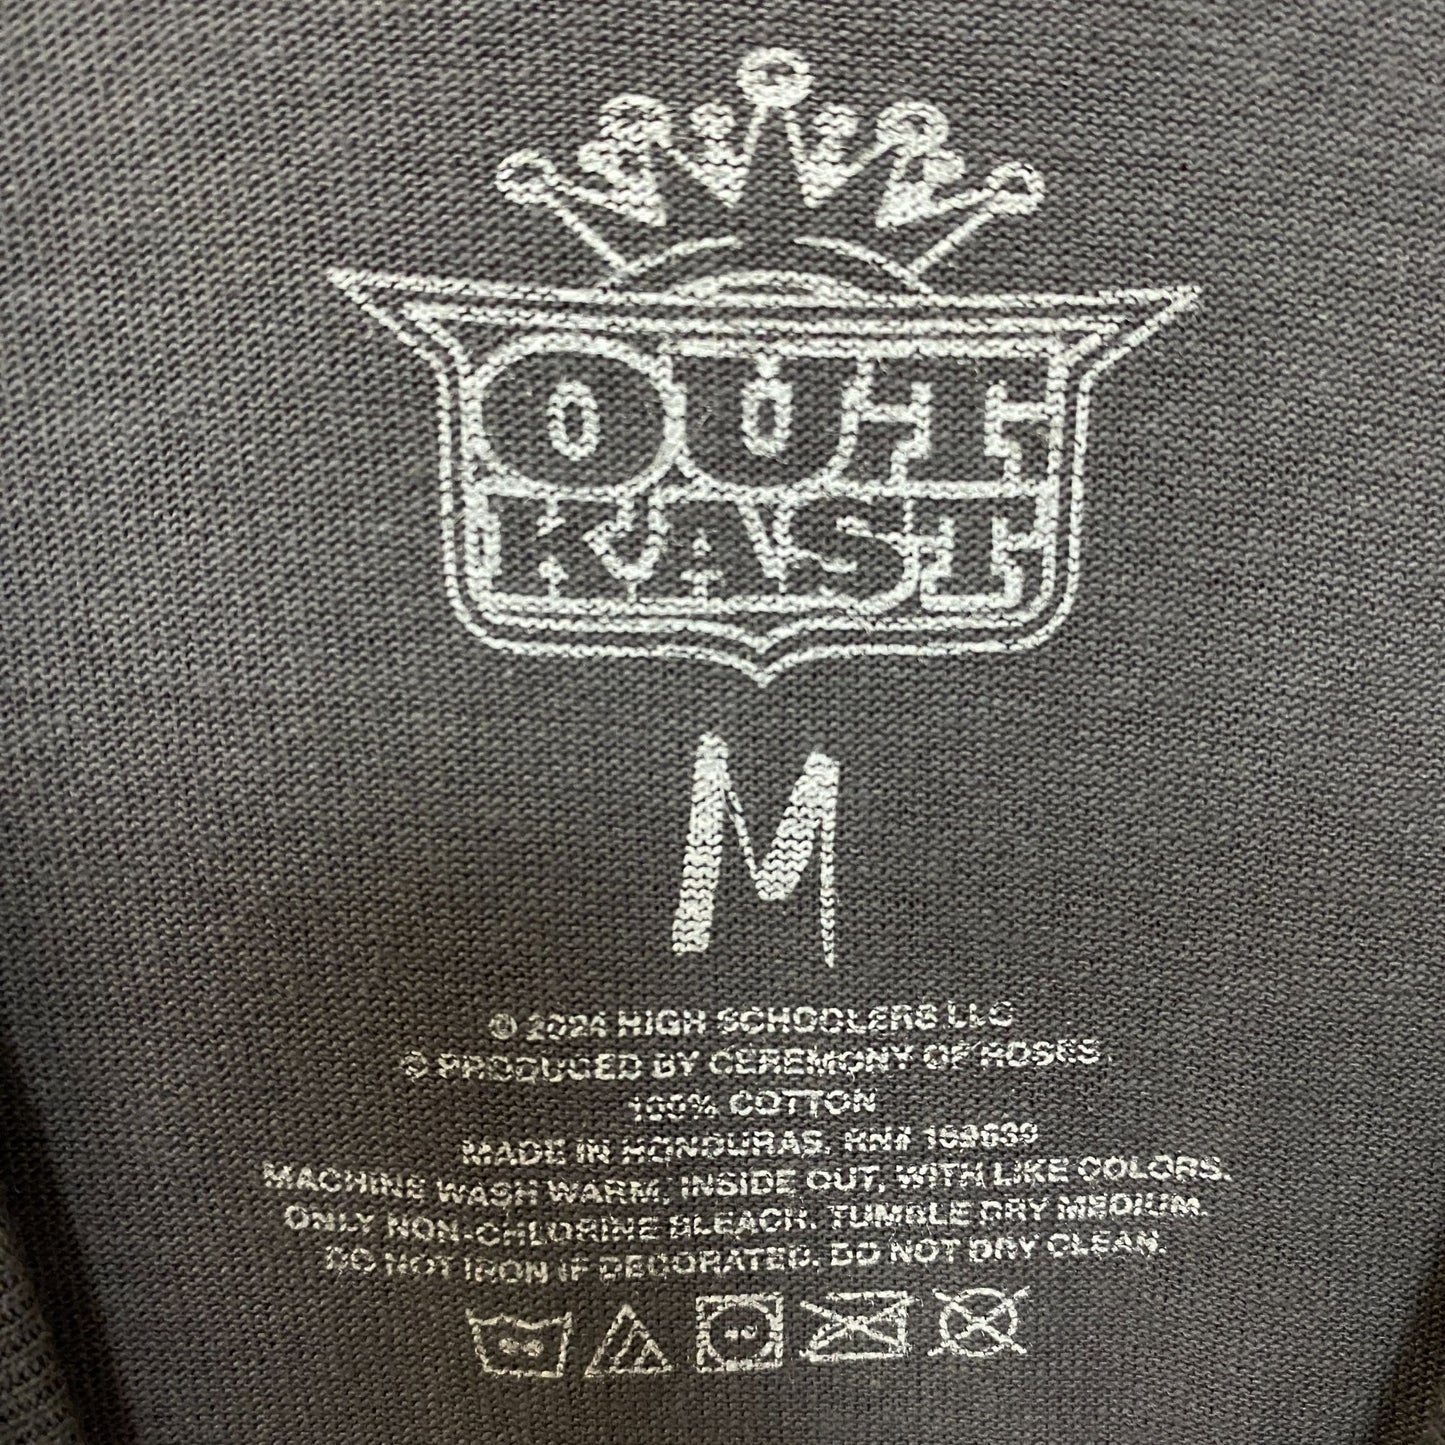 OUT
KAST
M
© 2024 HIGH SCHOOLERS LLC
℗ PRODUCED BY CEREMONY OF ROSES
100% COTTON
MADE IN HONDURAS. RN#
MACHINE WASH WARM, INSIDE OUT, WITH LIKE COLORS.
ONLY NON-CHLORINE BLEACH. TUMBLE DRY MEDIUM.
DO NOT IRON IF DECORATED. DO NOT DRY CLEAN.